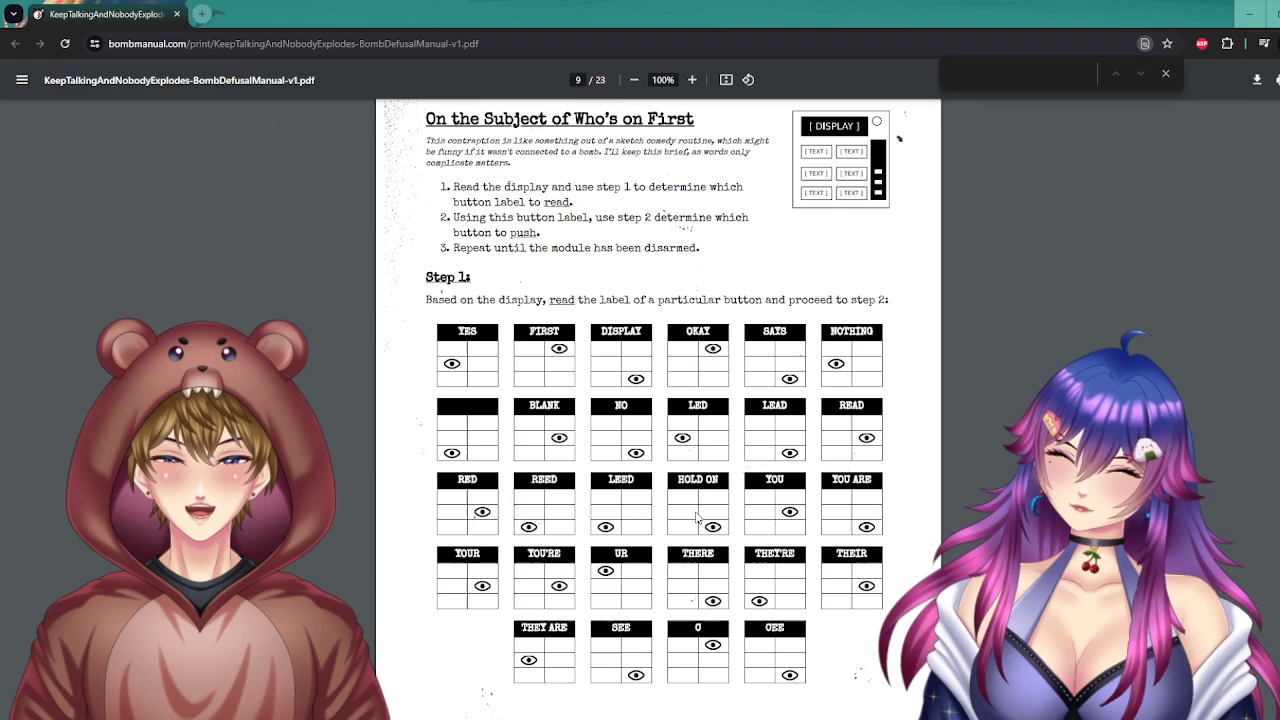 KeepTalkingAndNobodyExplod
bombmanual.com/print/KeepTalkingAndNobodyExplodes-BombDefusalManual-v1.pdf
ABP
KeepTalkingAndNobodyExplodes-BombDefusalManual-v1.pdf
9 / 23
100%
On the Subject of Who's on First
This contraption is like something out of a sketch comedy routine, which might
be funny if it wasn't connected to a bomb. I'll keep this brief, as words only
complicate matters.
[ DISPLAY ]
[ TEXT ] [ TEXT ]
[ TEXT ] [ TEXT ]
[ TEXT ] [ TEXT ]
1. Read the display and use step 1 to determine which
button label to read.
2. Using this button label, use step 2 determine which
button to push.
3. Repeat until the module has been disarmed.
Step 1:
Based on the display, read the label of a particular button and proceed to step 2:
YES FIRST DISPLAY OKAY SAYS NOTHING
BLANK NO LED LEAD READ
RED REED LEED HOLD ON YOU YOU ARE
YOUR YOU'RE UR THERE THEY'RE THEIR
THEY ARE SEE C CEE